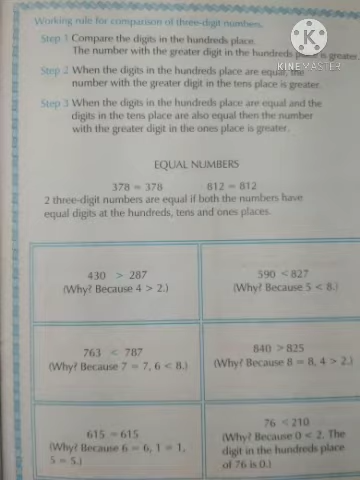 Working rule for comparison of three-digit numbers.
Step 1 Compare the digits in the hundreds place.
The number with the greater digit in the hundreds place is greater.
Step 2 When the digits in the hundreds place are equal, the
number with the greater digit in the tens place is greater.
Step 3 When the digits in the hundreds place are equal and the
digits in the tens place are also equal then the number
with the greater digit in the ones place is greater.
KINEMASTER
EQUAL NUMBERS
378 = 378 812 = 812
2 three-digit numbers are equal if both the numbers have
equal digits at the hundreds, tens and ones places.
430 > 287
(Why? Because 4 > 2.)
590 < 827
(Why? Because 5 < 8.)
763 < 787
(Why? Because 7 = 7, 6 < 8.)
840 > 825
(Why? Because 8 = 8, 4 > 2.)
615 = 615
(Why? Because 6 = 6, 1 = 1,
5 = 5.)
76 < 210
(Why? Because 0 < 2. The
digit in the hundreds place
of 76 is 0.)